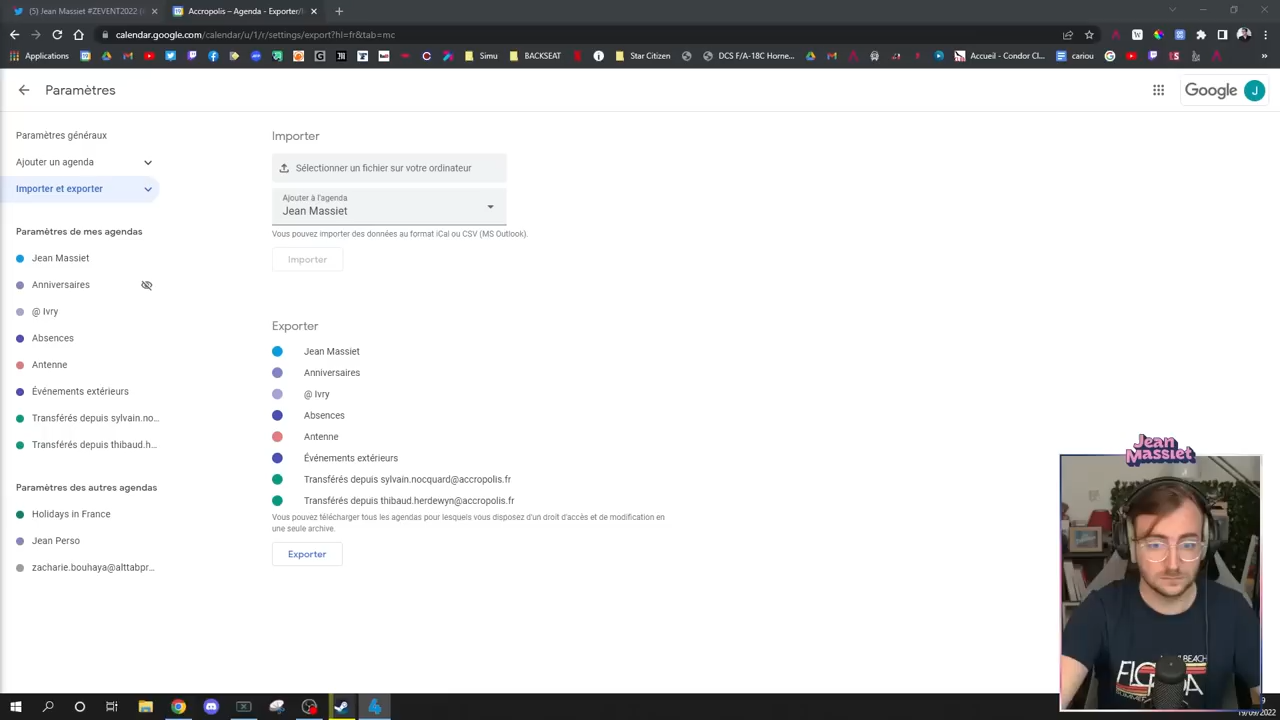 (5) Jean Massiet #ZEVENT2022
Accropolis – Agenda - Exporter/I
calendar.google.com/calendar/u/1/r/settings/export?hl=fr&tab=mc
Applications
Simu
BACKSEAT
Star Citizen
DCS F/A-18C Horne...
Accueil - Condor Cl...
cariou
Paramètres
Google
J
Paramètres généraux
Ajouter un agenda
Importer et exporter
Paramètres de mes agendas
Jean Massiet
Anniversaires
@ Ivry
Absences
Antenne
Événements extérieurs
Transférés depuis sylvain.no...
Transférés depuis thibaud.h...
Paramètres des autres agendas
Holidays in France
Jean Perso
zacharie.bouhaya@alttabpr...
Importer
Sélectionner un fichier sur votre ordinateur
Ajouter à l'agenda
Jean Massiet
Vous pouvez importer des données au format iCal ou CSV (MS Outlook).
Importer
Exporter
Jean Massiet
Anniversaires
@ Ivry
Absences
Antenne
Événements extérieurs
Transférés depuis sylvain.nocquard@accropolis.fr
Transférés depuis thibaud.herdewyn@accropolis.fr
Vous pouvez télécharger tous les agendas pour lesquels vous disposez d'un droit d'accès et de modification en
une seule archive.
Exporter
Jean
Massiet
BEACH
19/09/2022